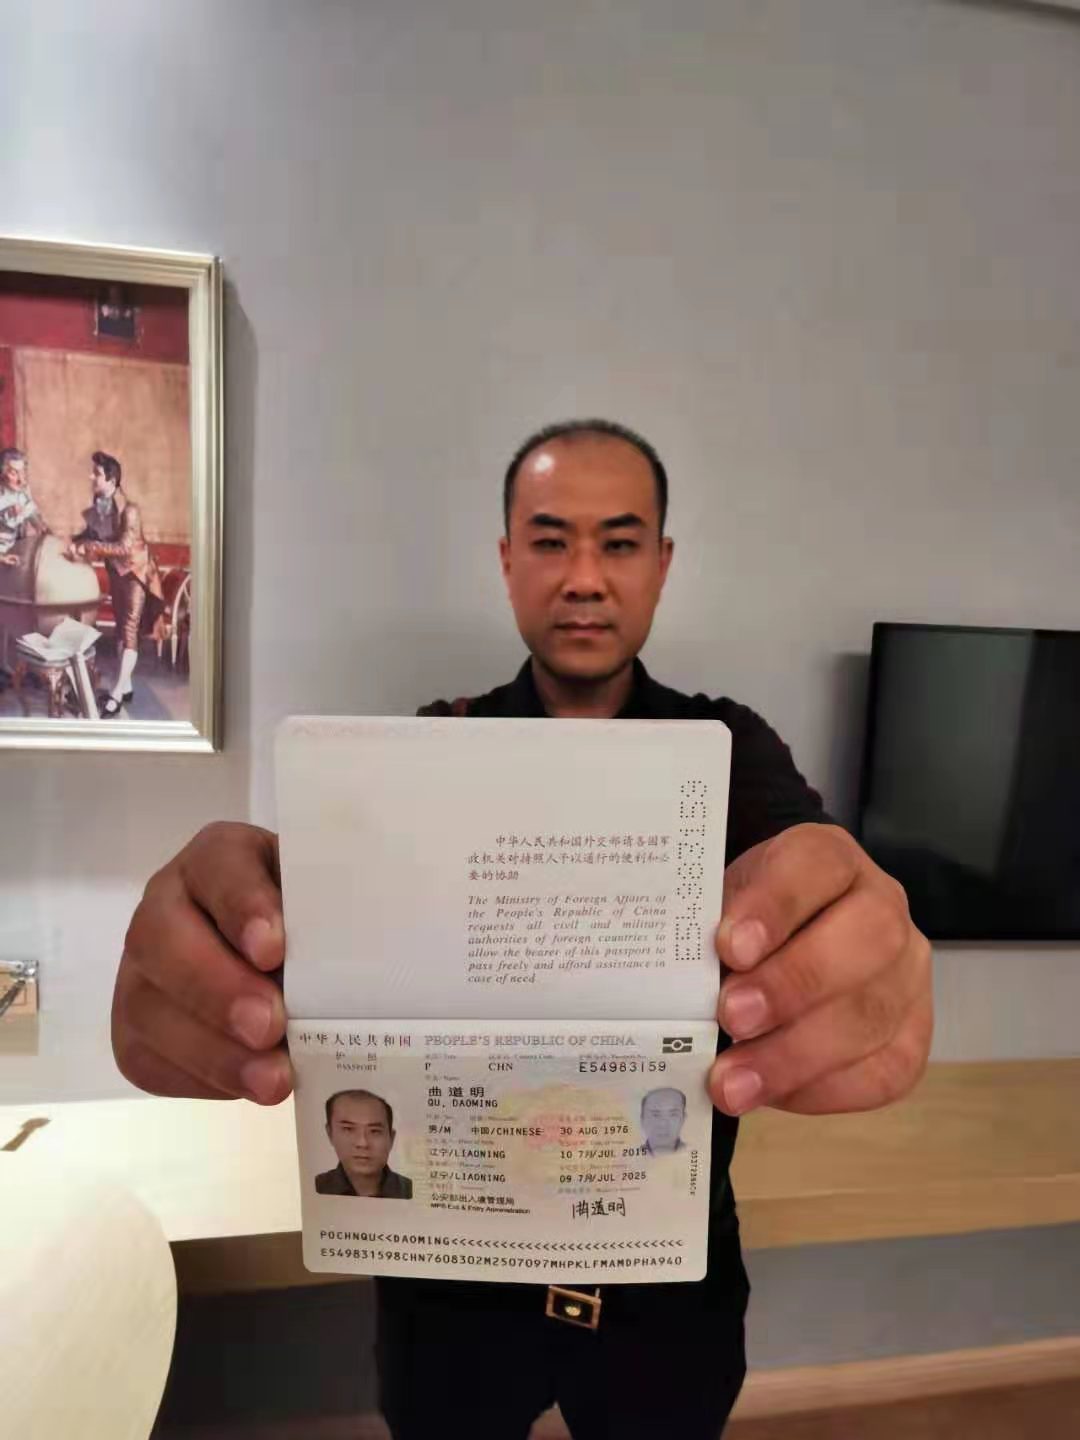 中华人民共和国外交部请各国军
政机关对持照人予以通行的便利和必
要的协助
The Ministry of Foreign Affairs of
the People's Republic of China
requests all civil and military
authorities of foreign countries to
allow the bearer of this passport to
pass freely and afford assistance in
case of need
E54983159
中华人民共和国 PEOPLE'S REPUBLIC OF CHINA
护照
PASSPORT
P CHN E54983159
曲道明
QU, DAOMING
男/M 中国/CHINESE 30 AUG 1976
辽宁/LIAONING 10 7月/JUL 2015
辽宁/LIAONING 09 7月/JUL 2025
公安部出入境管理局
MPS Exit & Entry Administration
曲道明
POCHNQU<<DAOMING<<<<<<<<<<<<<<<<<<<<<<<<<<<<
E549831598CHN7608302M2507097MHPKLFMAMDPHA940